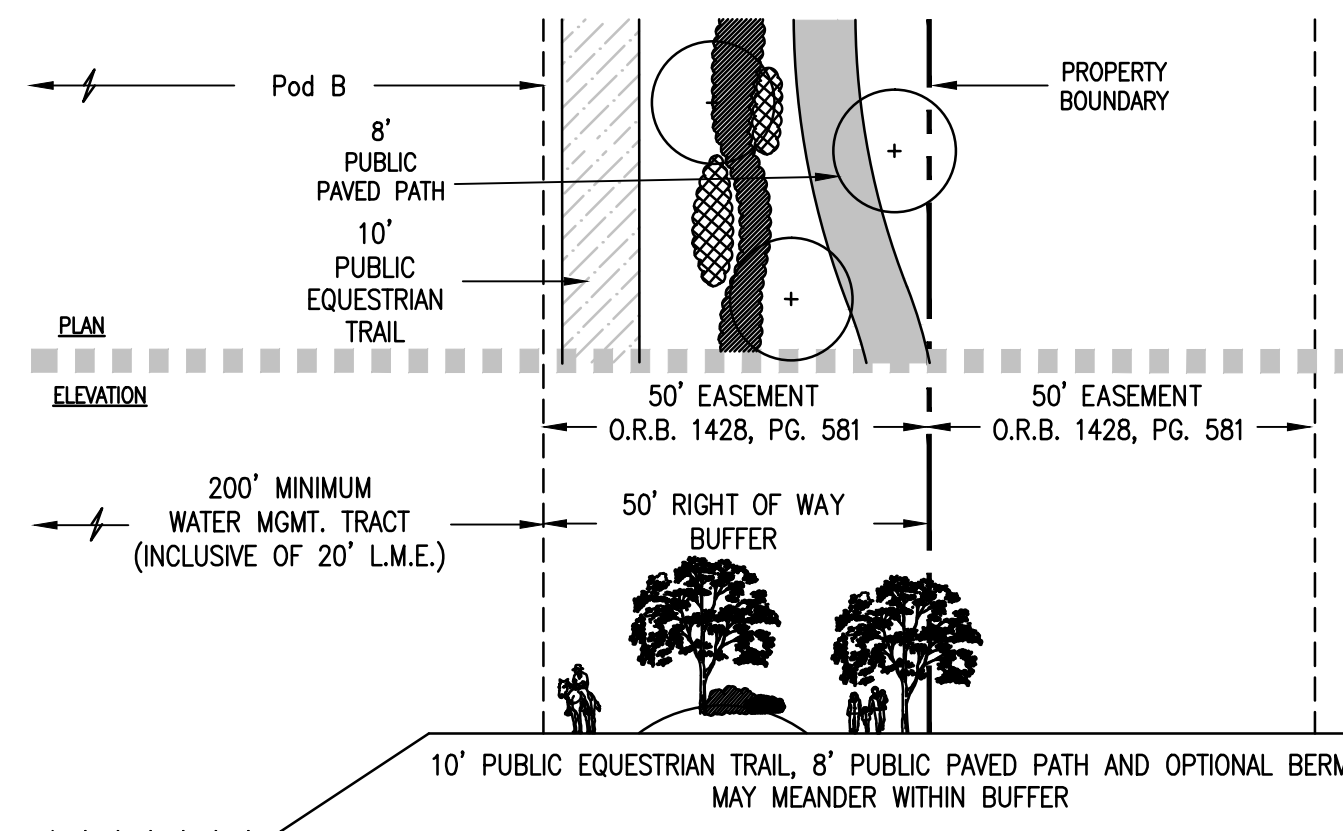 Pod B
PROPERTY
BOUNDARY
8'
PUBLIC
PAVED PATH
10'
PUBLIC
EQUESTRIAN
TRAIL
PLAN
ELEVATION
50' EASEMENT
O.R.B. 1428, PG. 581
50' EASEMENT
O.R.B. 1428, PG. 581
200' MINIMUM
WATER MGMT. TRACT
(INCLUSIVE OF 20' L.M.E.)
50' RIGHT OF WAY
BUFFER
10' PUBLIC EQUESTRIAN TRAIL, 8' PUBLIC PAVED PATH AND OPTIONAL BERM
MAY MEANDER WITHIN BUFFER